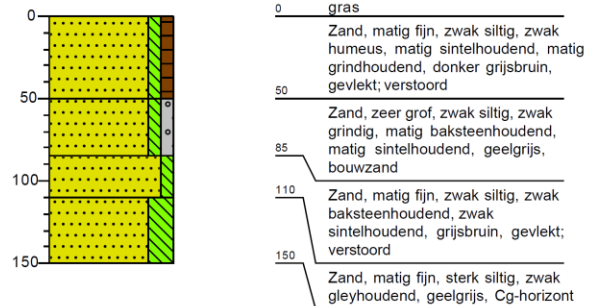 0
50
100
150
0 gras
Zand, matig fijn, zwak siltig, zwak
humeus, matig sintelhoudend, matig
grindhoudend, donker grijsbruin,
gevlekt; verstoord
50
Zand, zeer grof, zwak siltig, zwak
grindig, matig baksteenhoudend,
matig sintelhoudend, geelgrijs,
bouwzand
85
110
Zand, matig fijn, zwak siltig, zwak
baksteenhoudend, zwak
sintelhoudend, grijsbruin, gevlekt;
verstoord
150
Zand, matig fijn, sterk siltig, zwak
gleyhoudend, geelgrijs, Cg-horizont